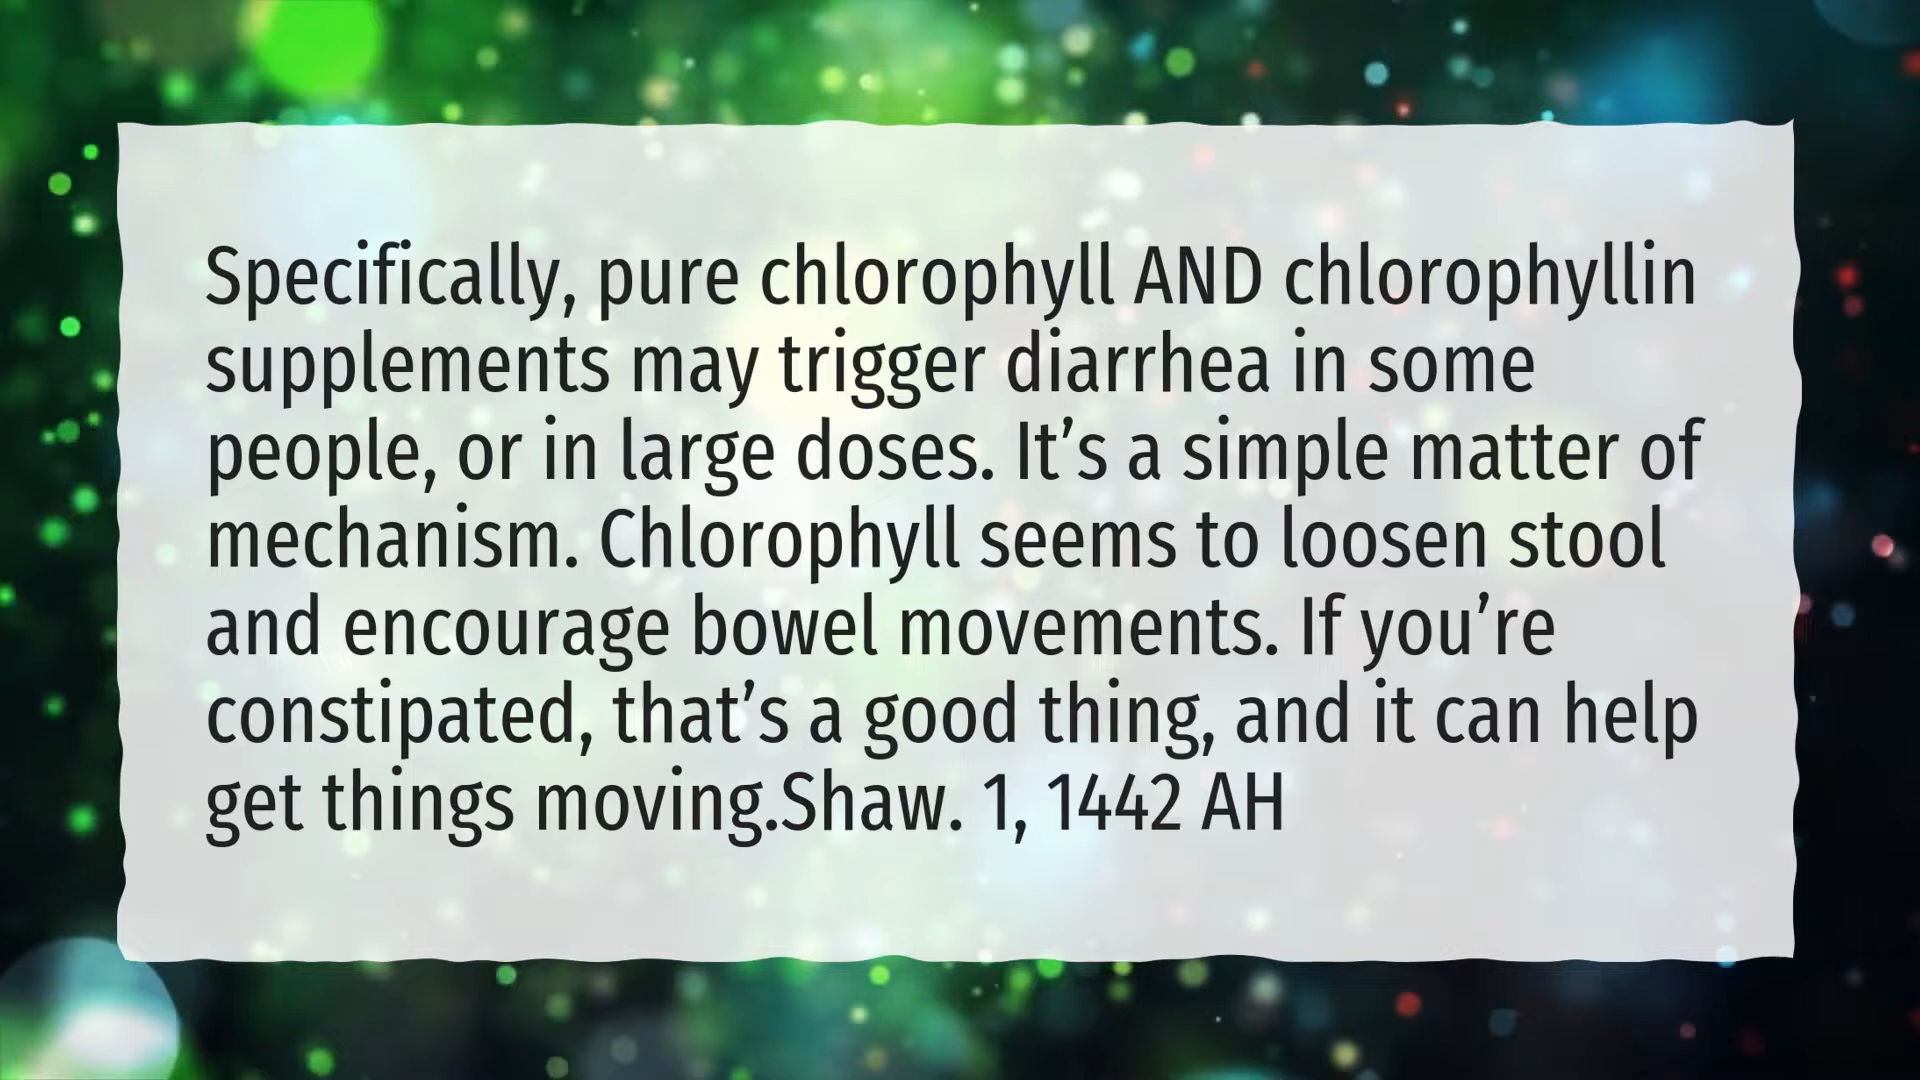 Specifically, pure chlorophyll AND chlorophyllin
supplements may trigger diarrhea in some
people, or in large doses. It’s a simple matter of
mechanism. Chlorophyll seems to loosen stool
and encourage bowel movements. If you’re
constipated, that’s a good thing, and it can help
get things moving.Shaw. 1, 1442 AH